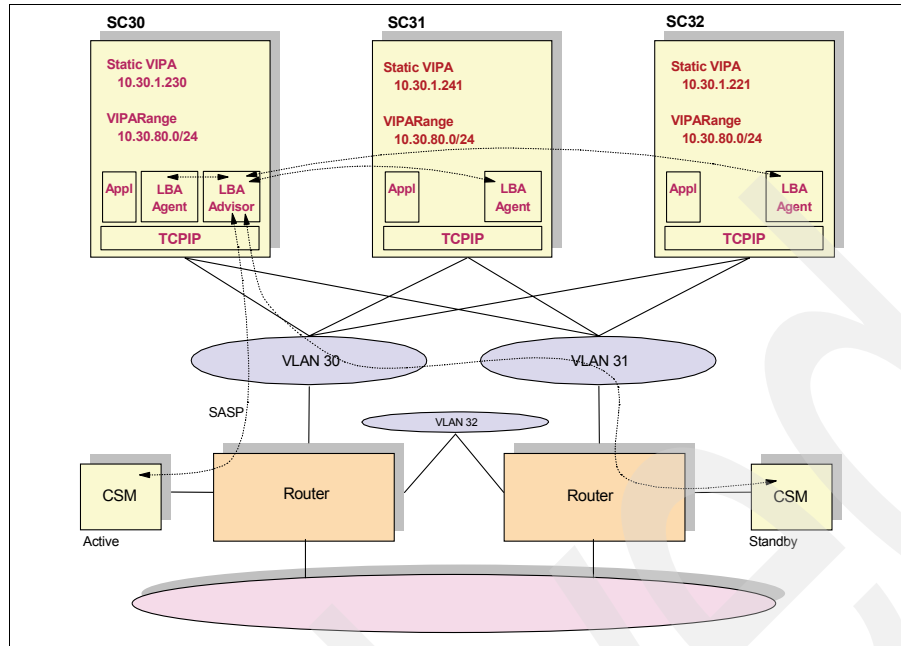 SC30
SC31
SC32
Static VIPA
10.30.1.230
VIPARange
10.30.80.0/24
Static VIPA
10.30.1.241
VIPARange
10.30.80.0/24
Static VIPA
10.30.1.221
VIPARange
10.30.80.0/24
Appl
LBA
Agent
LBA
Advisor
TCPIP
Appl
LBA
Agent
TCPIP
Appl
LBA
Agent
TCPIP
VLAN 30
VLAN 31
SASP
VLAN 32
CSM
Active
Router
Router
CSM
Standby